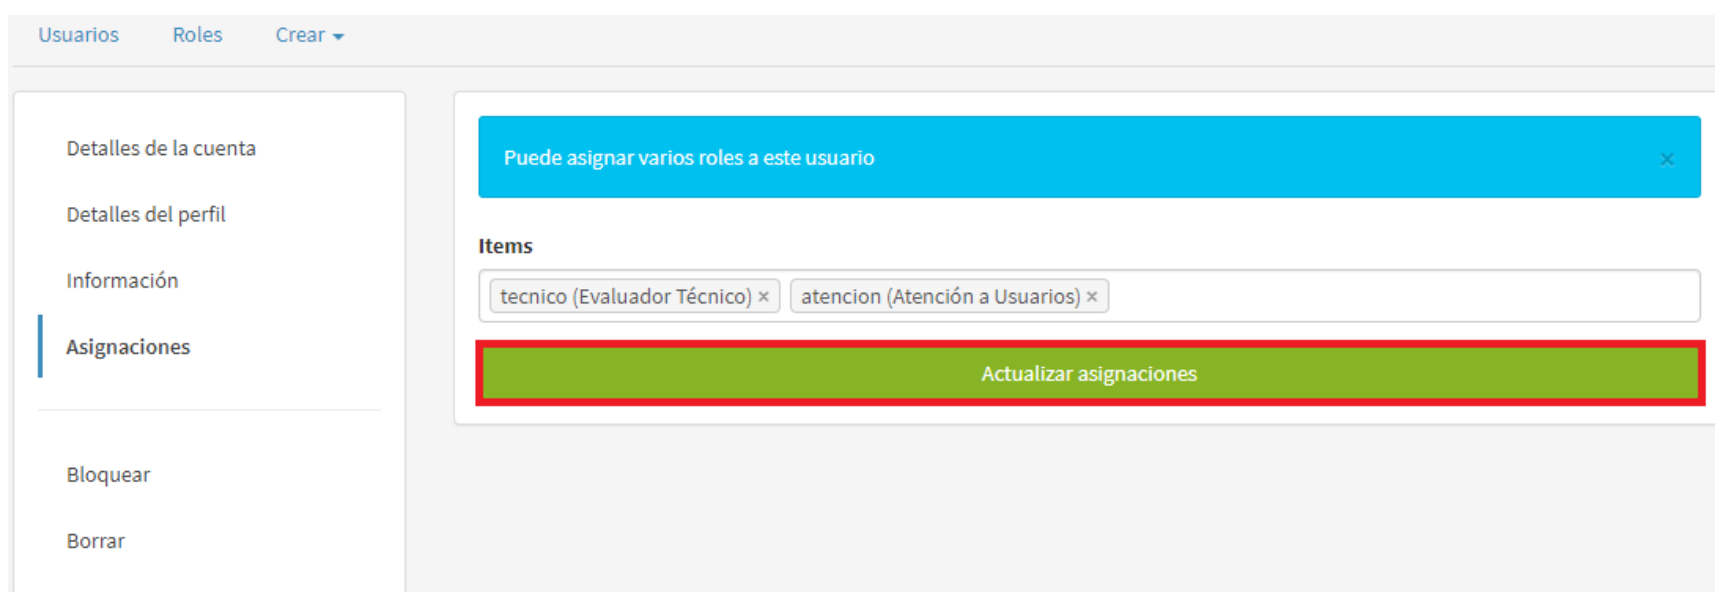 Usuarios Roles Crear
Detalles de la cuenta
Detalles del perfil
Información
Asignaciones
Bloquear
Borrar
Puede asignar varios roles a este usuario ×
Items
tecnico (Evaluador Técnico) × atencion (Atención a Usuarios) ×
Actualizar asignaciones